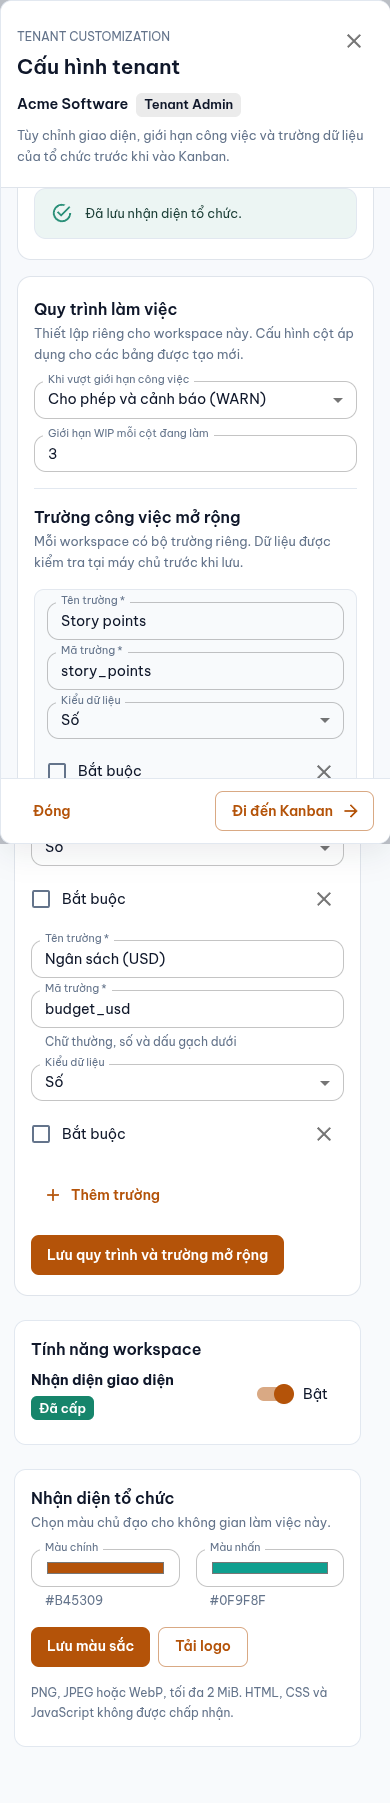 TENANT CUSTOMIZATION
Cấu hình tenant
Acme Software Tenant Admin
Tùy chỉnh giao diện, giới hạn công việc và trường dữ liệu
của tổ chức trước khi vào Kanban.
Đã lưu nhận diện tổ chức.
Quy trình làm việc
Thiết lập riêng cho workspace này. Cấu hình cột áp
dụng cho các bảng được tạo mới.
Khi vượt giới hạn công việc
Cho phép và cảnh báo (WARN)
Giới hạn WIP mỗi cột đang làm
3
Trường công việc mở rộng
Mỗi workspace có bộ trường riêng. Dữ liệu được
kiểm tra tại máy chủ trước khi lưu.
Tên trường *
Story points
Mã trường *
story_points
Kiểu dữ liệu
Số
Bắt buộc
Đóng
Đi đến Kanban
Số
Bắt buộc
Tên trường *
Ngân sách (USD)
Mã trường *
budget_usd
Chữ thường, số và dấu gạch dưới
Kiểu dữ liệu
Số
Bắt buộc
Thêm trường
Lưu quy trình và trường mở rộng
Tính năng workspace
Nhận diện giao diện
Đã cấp
Bật
Nhận diện tổ chức
Chọn màu chủ đạo cho không gian làm việc này.
Màu chính
Màu nhấn
#B45309
#0F9F8F
Lưu màu sắc
Tải logo
PNG, JPEG hoặc WebP, tối đa 2 MiB. HTML, CSS và
JavaScript không được chấp nhận.